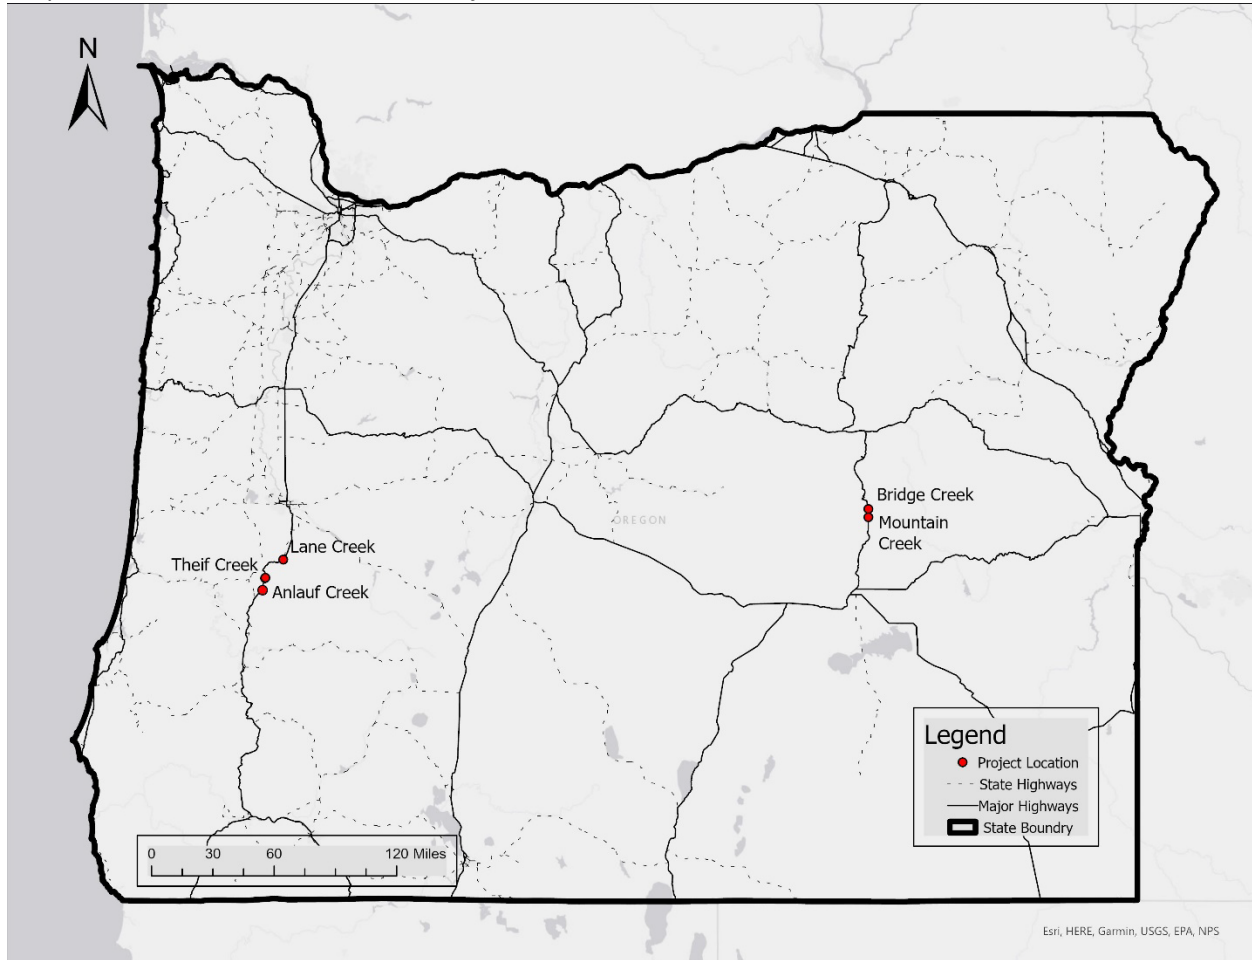 N
OREGON
Bridge Creek
Mountain
Creek
Lane Creek
Theif Creek
Anlauf Creek
Legend
Project Location
State Highways
Major Highways
State Boundry
0 30 60 120 Miles
Esri, HERE, Garmin, USGS, EPA, NPS